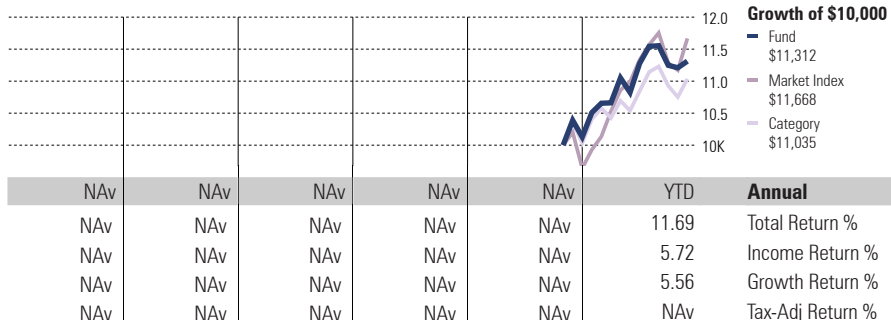 12.0
11.5
11.0
10.5
10K
Growth of $10,000
Fund
$11,312
Market Index
$11,668
Category
$11,035
NAv NAv NAv NAv NAv YTD Annual
NAv NAv NAv NAv NAv 11.69 Total Return %
NAv NAv NAv NAv NAv 5.72 Income Return %
NAv NAv NAv NAv NAv 5.56 Growth Return %
NAv NAv NAv NAv NAv NAv Tax-Adj Return %